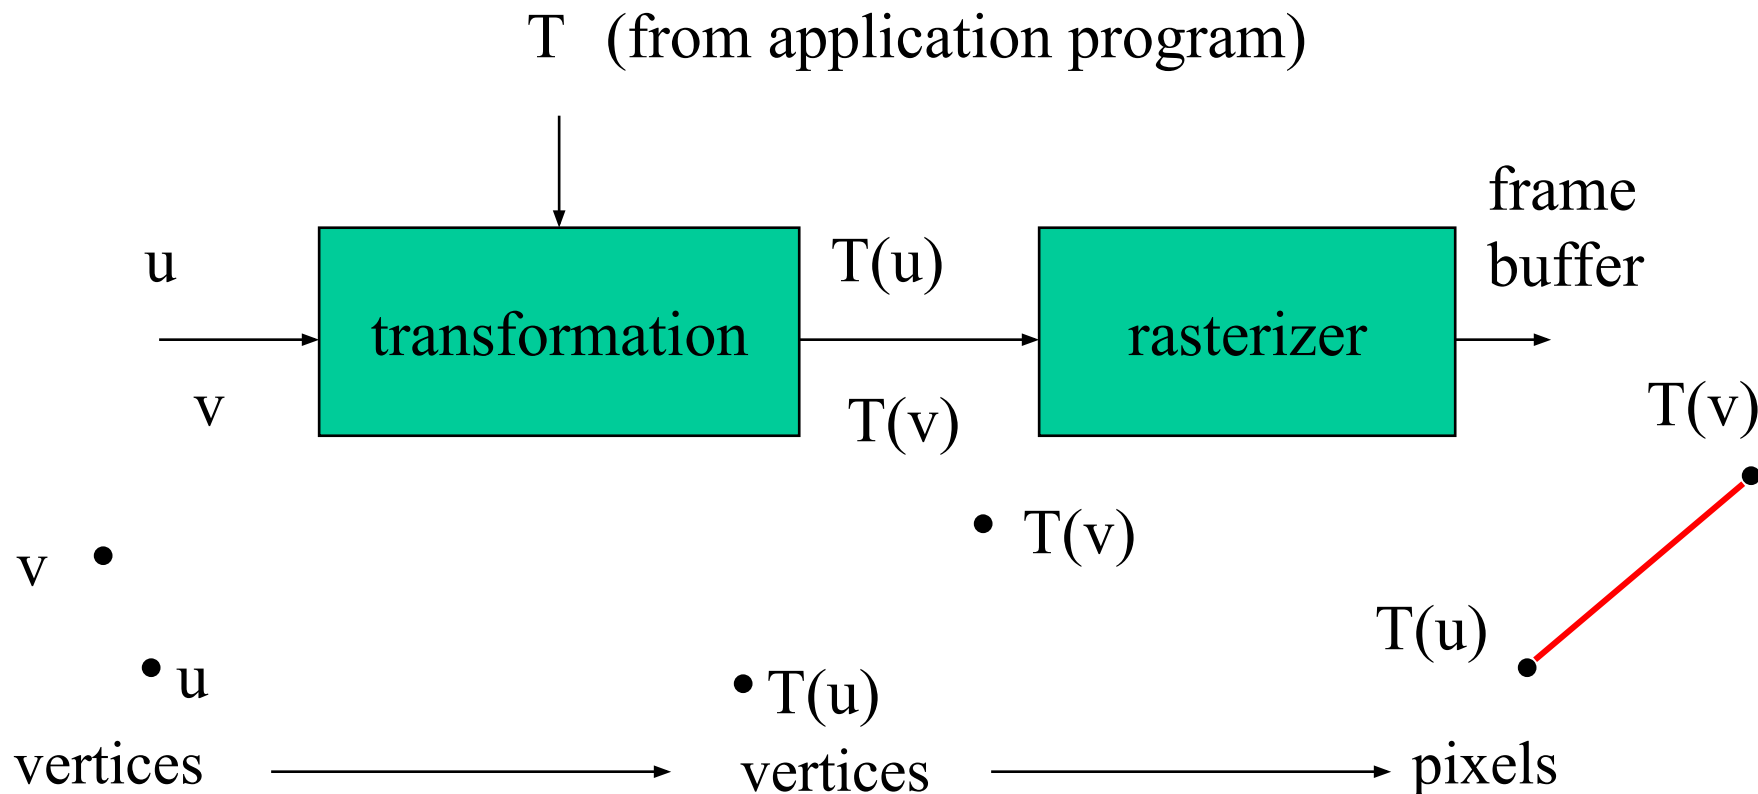 T (from application program)
frame
buffer
u
T(u)
transformation
rasterizer
v
T(v)
T(v)
T(v)
v
T(u)
u
T(u)
vertices
vertices
pixels